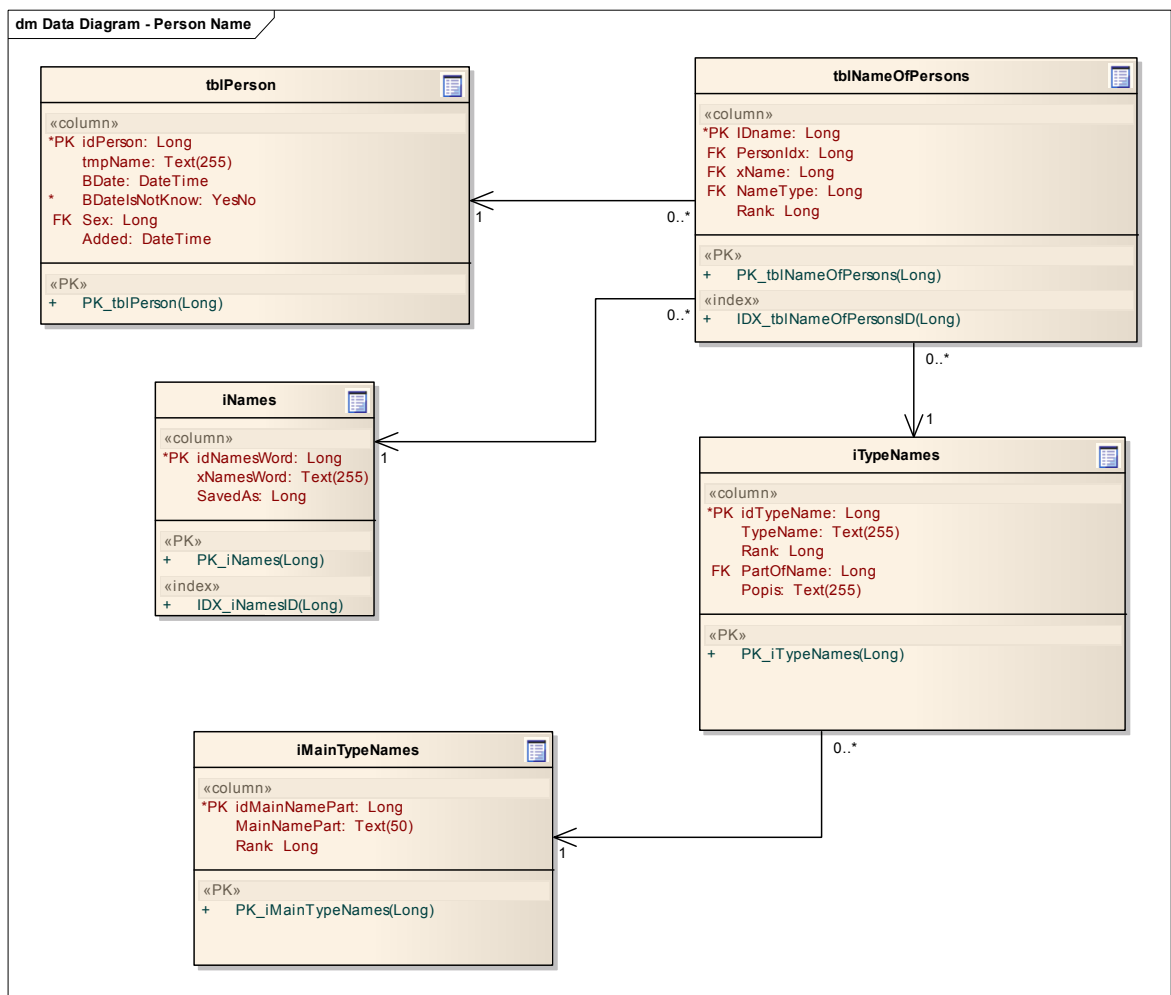 dm Data Diagram - Person Name
tblPerson
«column»
*PK idPerson: Long
tmpName: Text(255)
BDate: DateTime
* BDateIsNotKnow: YesNo
FK Sex: Long
Added: DateTime
«PK»
+ PK_tblPerson(Long)
tblNameOfPersons
«column»
*PK IDname: Long
FK PersonIdx: Long
FK xName: Long
FK NameType: Long
Rank: Long
«PK»
+ PK_tblNameOfPersons(Long)
«index»
+ IDX_tblNameOfPersonsID(Long)
1
0..*
0..*
1
0..*
1
iNames
«column»
*PK idNamesWord: Long
xNamesWord: Text(255)
SavedAs: Long
«PK»
+ PK_iNames(Long)
«index»
+ IDX_iNamesID(Long)
iTypeNames
«column»
*PK idTypeName: Long
TypeName: Text(255)
Rank: Long
FK PartOfName: Long
Popis: Text(255)
«PK»
+ PK_iTypeNames(Long)
0..*
1
iMainTypeNames
«column»
*PK idMainNamePart: Long
MainNamePart: Text(50)
Rank: Long
«PK»
+ PK_iMainTypeNames(Long)